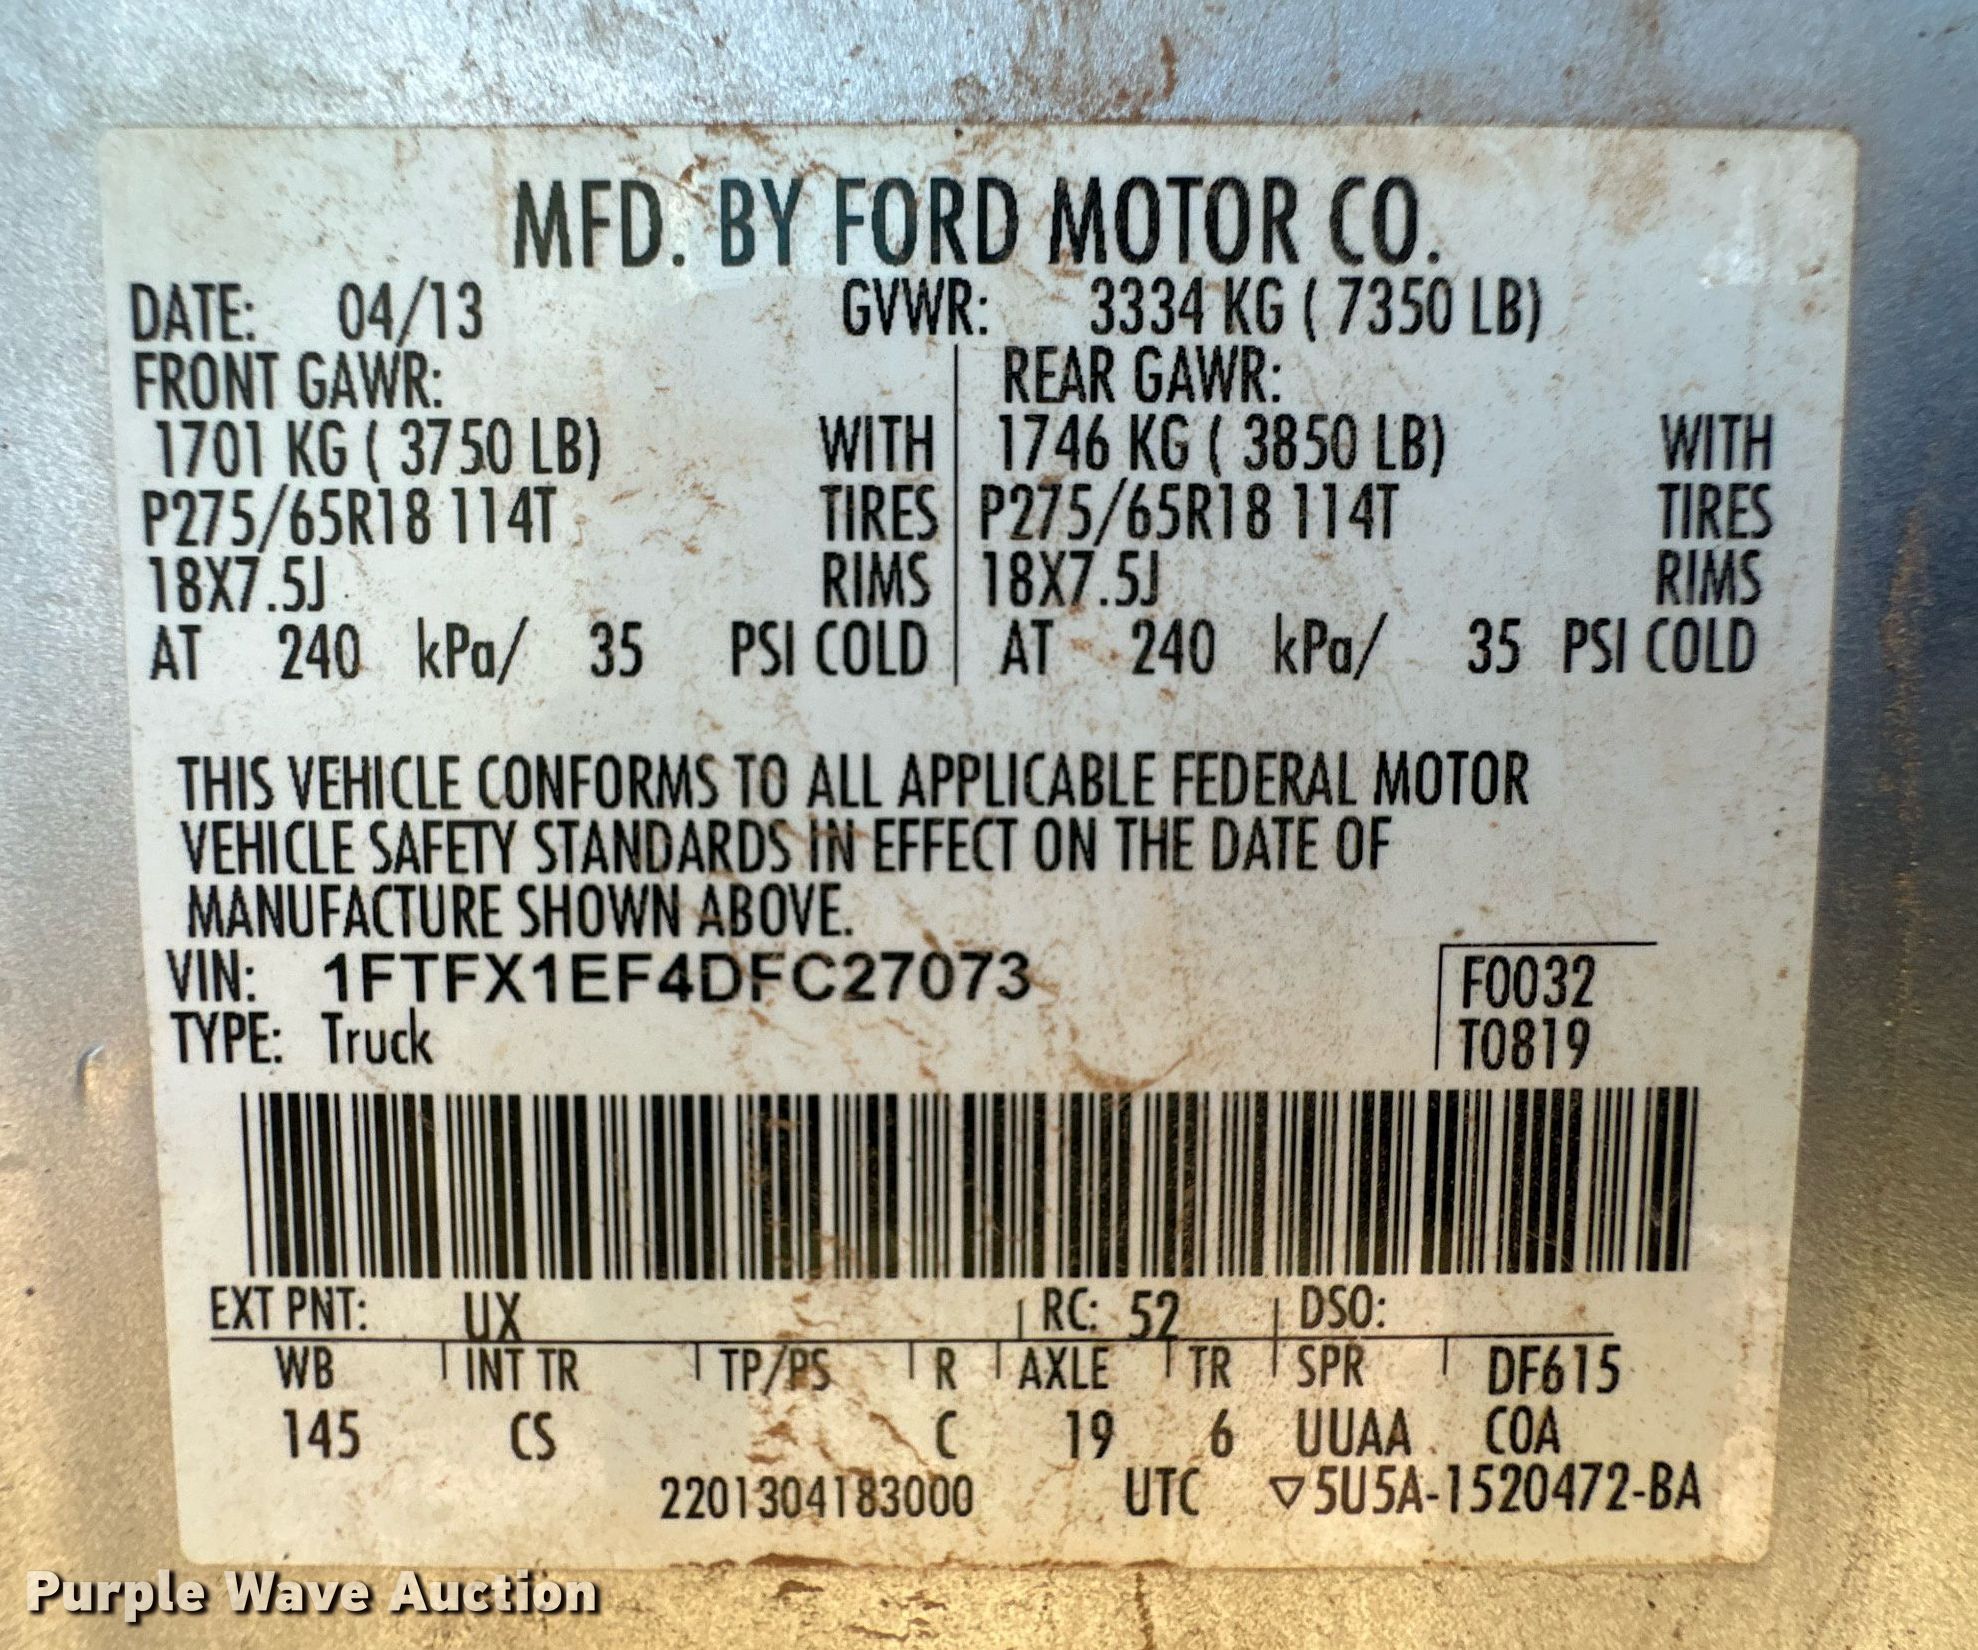 MFD. BY FORD MOTOR CO.
DATE: 04/13 GVWR: 3334 KG ( 7350 LB)
FRONT GAWR: REAR GAWR:
1701 KG ( 3750 LB) WITH 1746 KG ( 3850 LB) WITH
P275/65R18 114T TIRES P275/65R18 114T TIRES
18X7.5J RIMS 18X7.5J RIMS
AT 240 kPa/ 35 PSI COLD AT 240 kPa/ 35 PSI COLD
THIS VEHICLE CONFORMS TO ALL APPLICABLE FEDERAL MOTOR
VEHICLE SAFETY STANDARDS IN EFFECT ON THE DATE OF
MANUFACTURE SHOWN ABOVE.
VIN: 1FTFX1EF4DFC27073 F0032
TYPE: Truck T0819
EXT PNT: UX RC: 52 DSO:
WB INT TR TP/PS R AXLE TR SPR DF615
145 CS C 19 6 UUAA COA
2201304183000 UTC ▽5U5A-1520472-BA
Purple Wave Auction